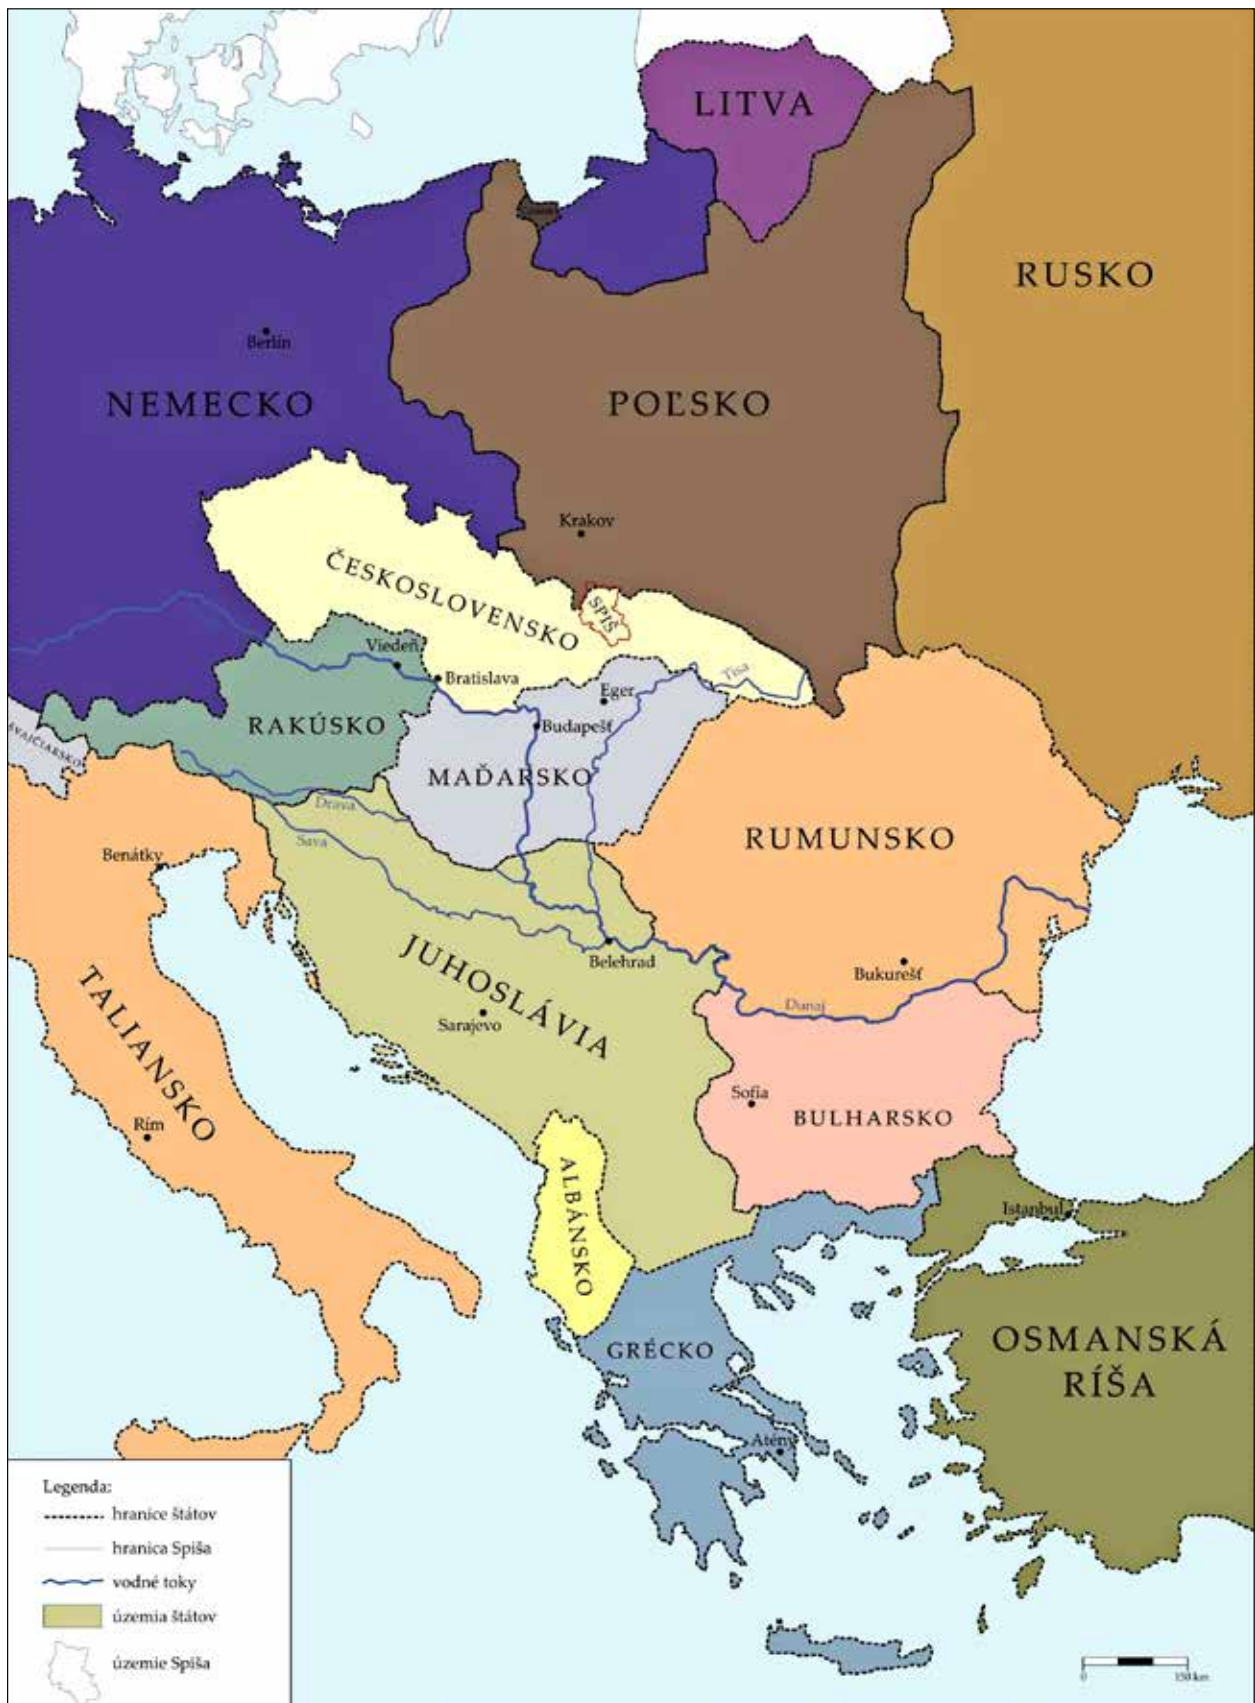 LITVA
RUSKO
Berlín
NEMECKO
POĽSKO
Krakov
ČESKOSLOVENSKO
SPIŠ
Viedeň
Bratislava
Tisa
Eger
RAKÚSKO
Budapešť
ŠVAJČIARSKO
MAĎARSKO
Drava
Sava
RUMUNSKO
Benátky
JUHOSLÁVIA
Belehrad
Bukurešť
TALIANSKO
Sarajevo
Dunaj
Sofia
BULHARSKO
Rím
ALBÁNSKO
Istanbul
OSMANSKÁ
RÍŠA
GRÉCKO
Atény
Legenda:
hranice štátov
hranica Spiša
vodné toky
územia štátov
územie Spiša
0 150 km